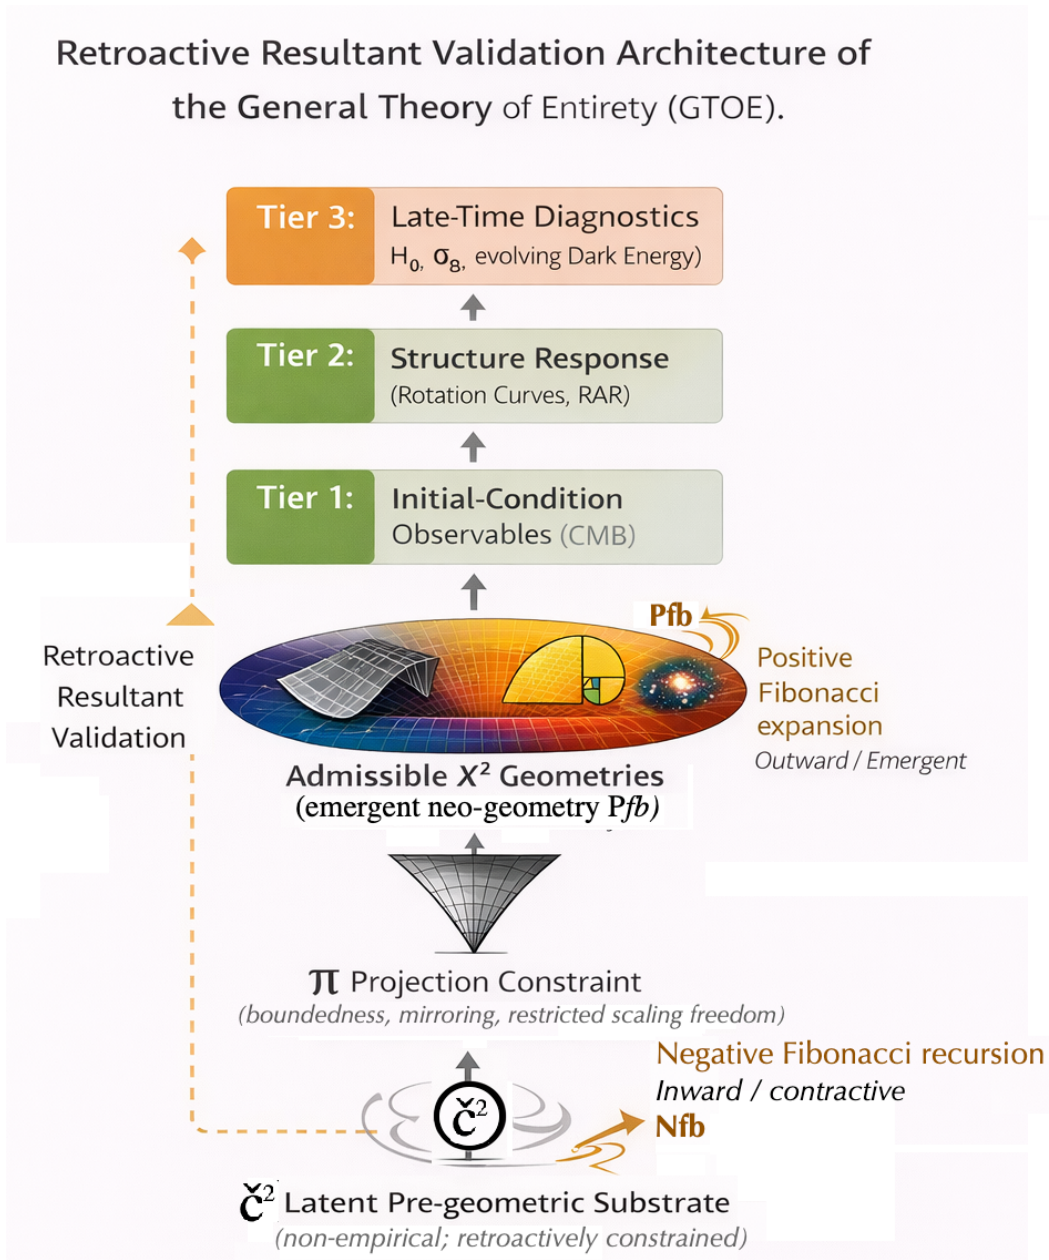 Retroactive Resultant Validation Architecture of
the General Theory of Entirety (GTOE).
Tier 3:
Late-Time Diagnostics
H₀, σ₈, evolving Dark Energy)
Tier 2:
Structure Response
(Rotation Curves, RAR)
Tier 1:
Initial-Condition
Observables (CMB)
Pfb
Positive
Fibonacci
expansion
Outward / Emergent
Retroactive
Resultant
Validation
Admissible X² Geometries
(emergent neo-geometry Pfb)
π Projection Constraint
(boundedness, mirroring, restricted scaling freedom)
Negative Fibonacci recursion
Inward / contractive
Nfb
č²
č² Latent Pre-geometric Substrate
(non-empirical; retroactively constrained)